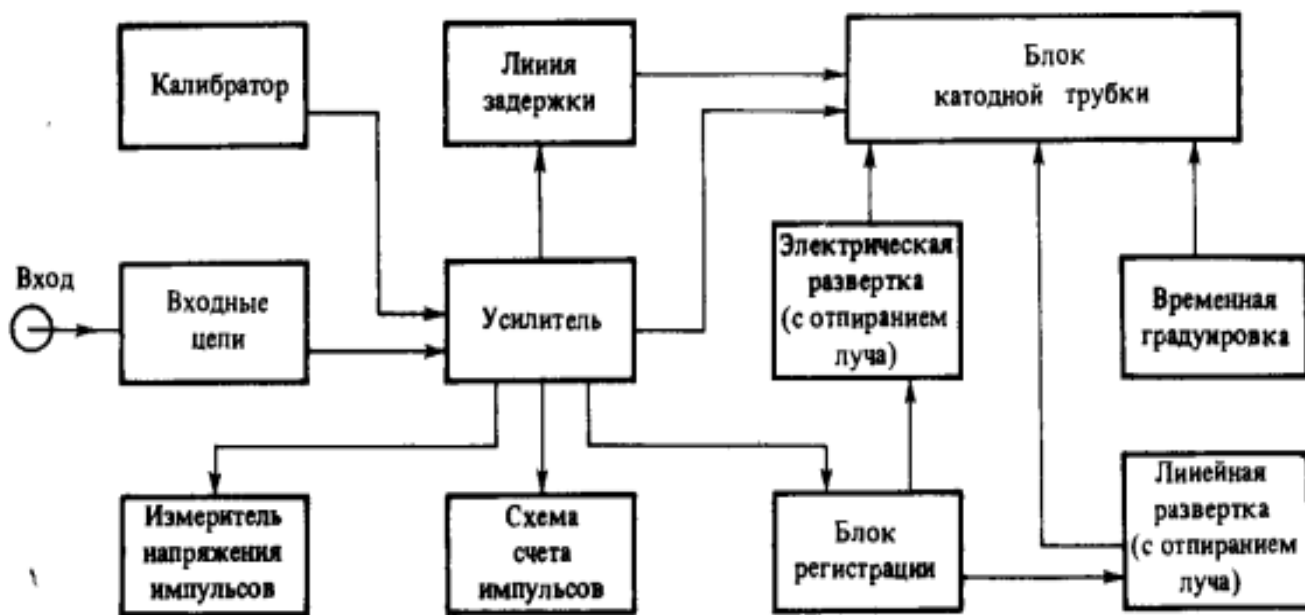 Калибратор
Линия
задержки
Блок
катодной трубки
Вход
Входные
цепи
Усилитель
Электрическая
развертка
(с отпиранием
луча)
Временная
градуировка
Измеритель
напряжения
импульсов
Схема
счета
импульсов
Блок
регистрации
Линейная
развертка
(с отпиранием
луча)